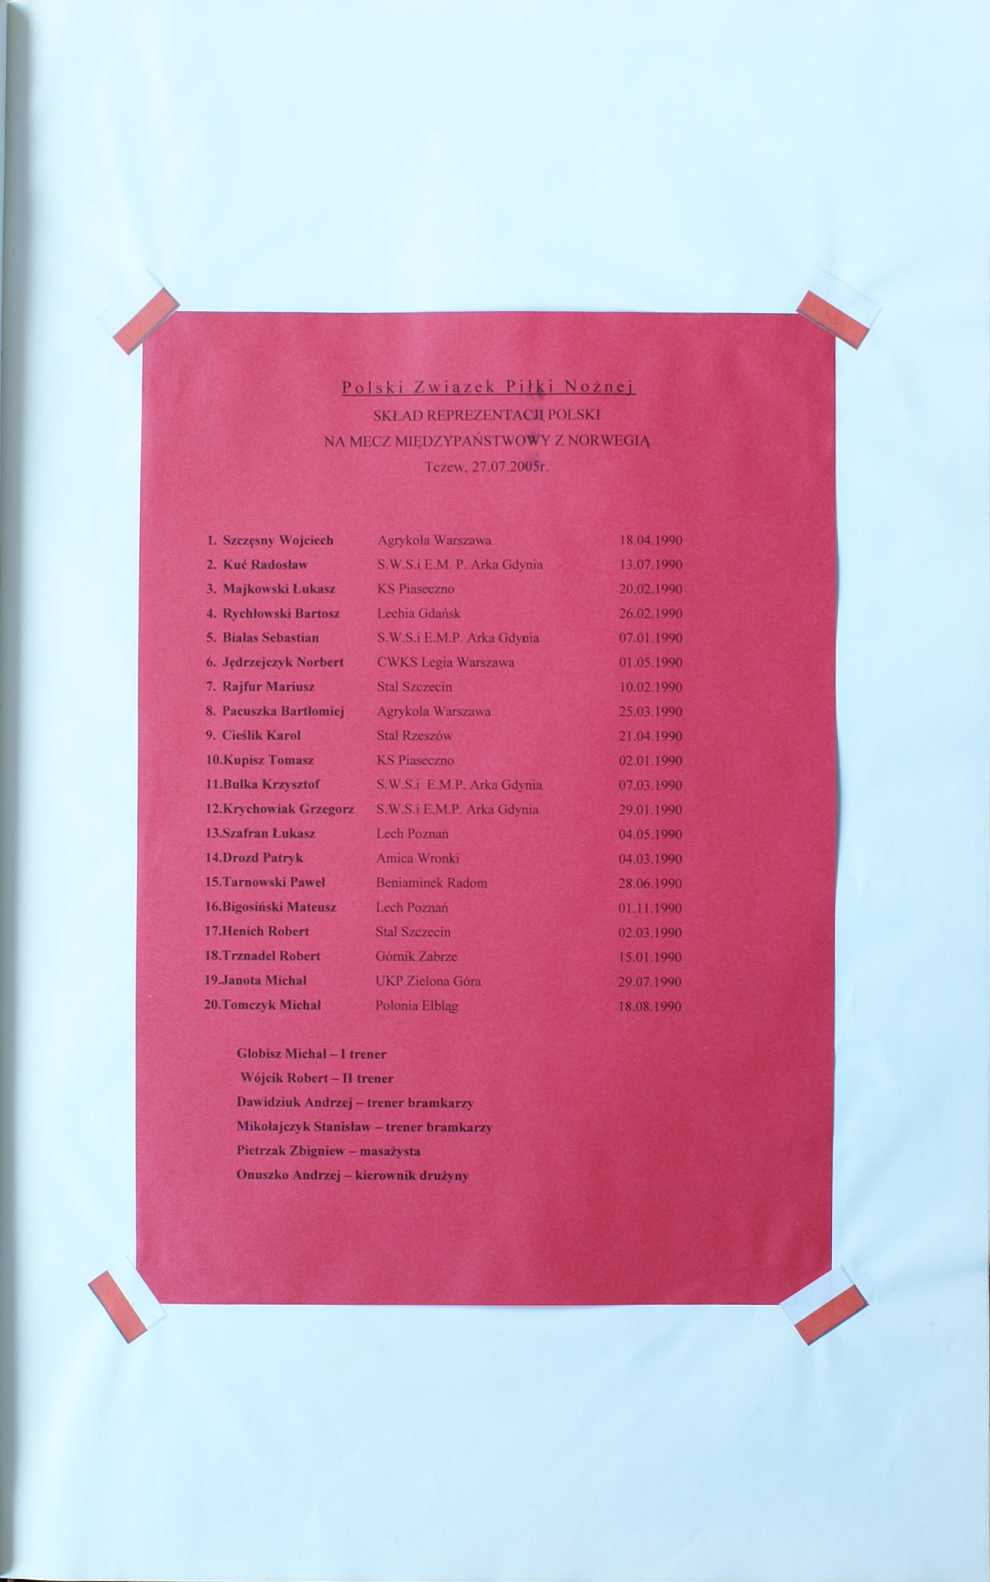 Polski Związek Piłki Nożnej
SKŁAD REPREZENTACJI POLSKI
NA MECZ MIĘDZYPAŃSTWOWY Z NORWEGIĄ
Tczew, 27.07.2005r.
1. Szczęsny Wojciech Agrykola Warszawa 18.04.1990
2. Kuć Radosław S.W.S.i E.M. P. Arka Gdynia 13.07.1990
3. Majkowski Łukasz KS Piaseczno 20.02.1990
4. Rychłowski Bartosz Lechia Gdańsk 26.02.1990
5. Białas Sebastian S.W.S.i E.M.P. Arka Gdynia 07.01.1990
6. Jędrzejczyk Norbert CWKS Legia Warszawa 01.05.1990
7. Rajfur Mariusz Stal Szczecin 10.02.1990
8. Pacuszka Bartłomiej Agrykola Warszawa 25.03.1990
9. Cieślik Karol Stal Rzeszów 21.04.1990
10.Kupisz Tomasz KS Piaseczno 02.01.1990
11.Bułka Krzysztof S.W.S.i E.M.P. Arka Gdynia 07.03.1990
12.Krychowiak Grzegorz S.W.S.i E.M.P. Arka Gdynia 29.01.1990
13.Szafran Łukasz Lech Poznań 04.05.1990
14.Drozd Patryk Amica Wronki 04.03.1990
15.Tarnowski Paweł Beniaminek Radom 28.06.1990
16.Bigosiński Mateusz Lech Poznań 01.11.1990
17.Henich Robert Stal Szczecin 02.03.1990
18.Trznadel Robert Górnik Zabrze 15.01.1990
19.Janota Michał UKP Zielona Góra 29.07.1990
20.Tomczyk Michał Polonia Elbląg 18.08.1990
Globisz Michał – I trener
Wójcik Robert – II trener
Dawidziuk Andrzej – trener bramkarzy
Mikołajczyk Stanisław – trener bramkarzy
Pietrzak Zbigniew – masażysta
Onuszko Andrzej – kierownik drużyny